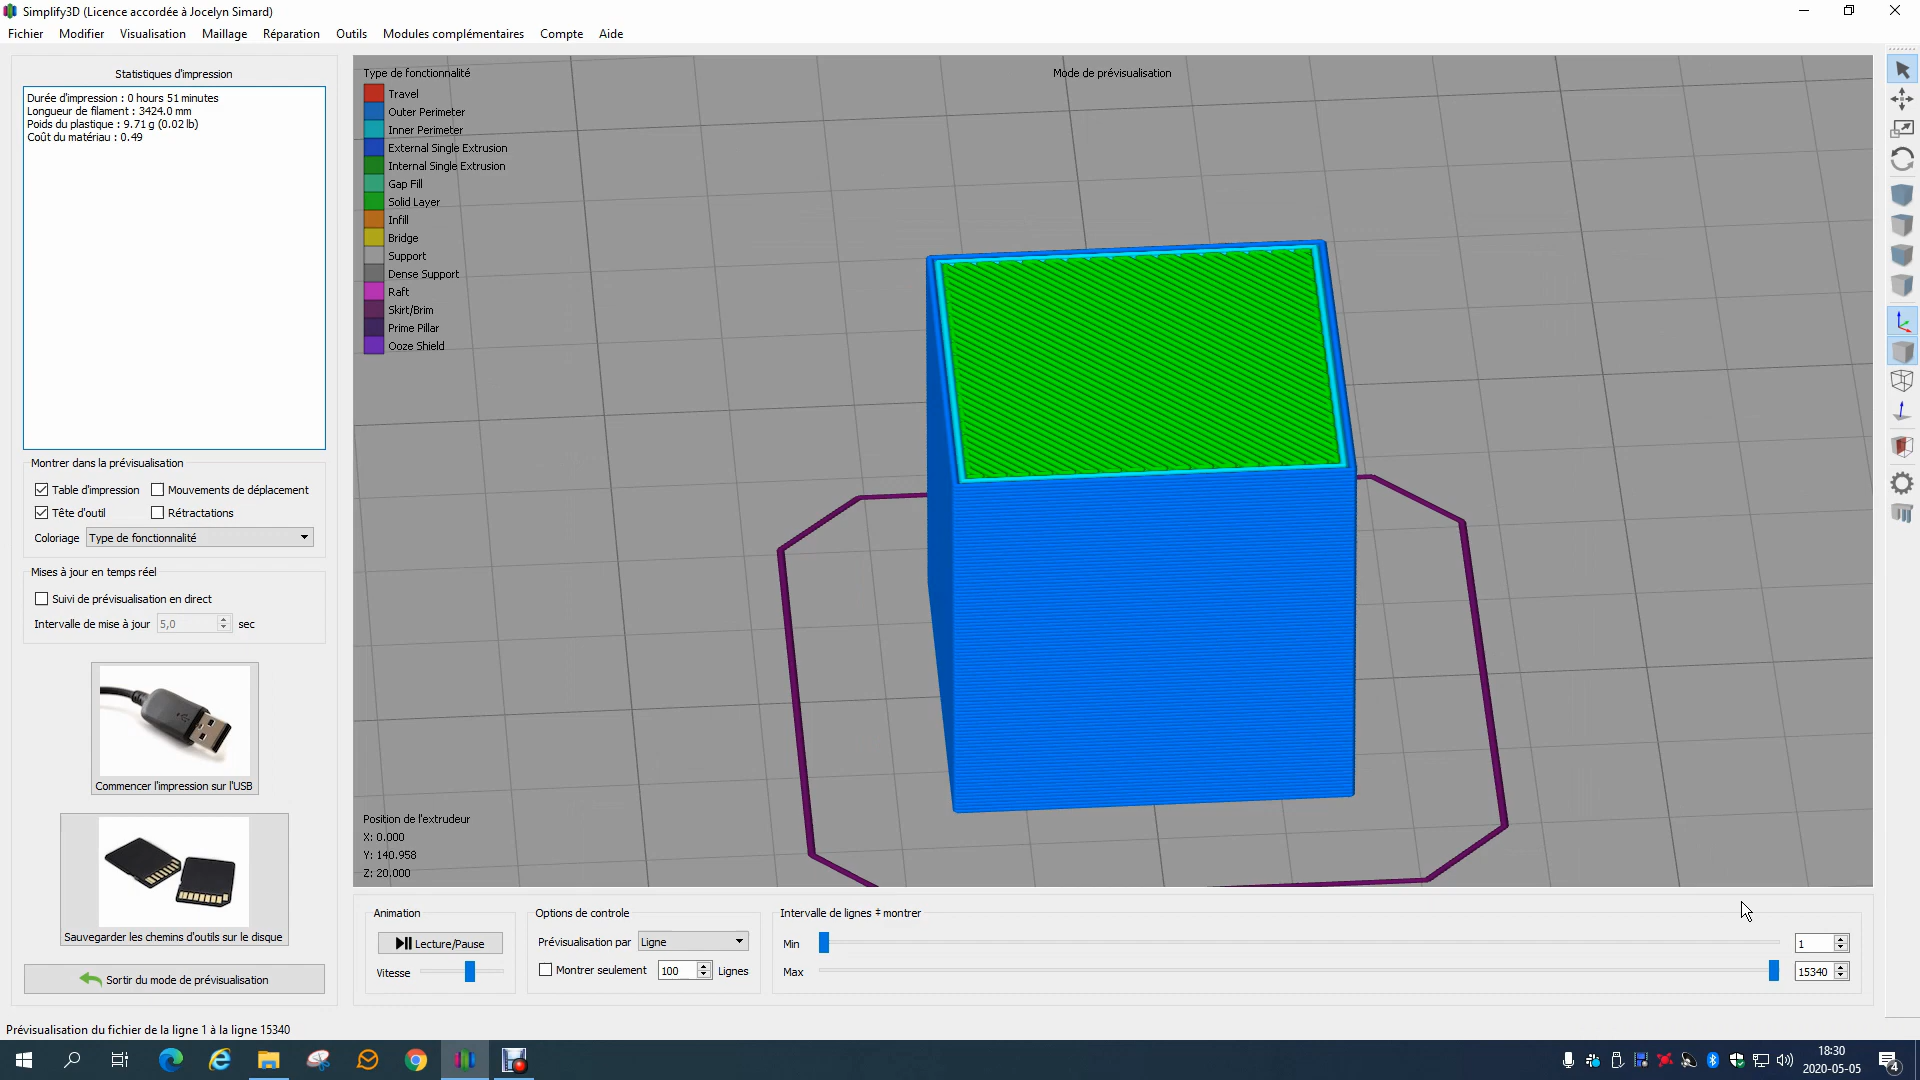 Simplify3D (Licence accordée à Jocelyn Simard)
Fichier Modifier Visualisation Maillage Réparation Outils Modules complémentaires Compte Aide
Statistiques d'impression
Durée d'impression : 0 hours 51 minutes
Longueur de filament : 3424.0 mm
Poids du plastique : 9.71 g (0.02 lb)
Coût du matériau : 0.49
Montrer dans la prévisualisation
Table d'impression Mouvements de déplacement
Tête d'outil Rétractations
Coloriage Type de fonctionnalité
Mises à jour en temps réel
Suivi de prévisualisation en direct
Intervalle de mise à jour 5,0 sec
Commencer l'impression sur l'USB
Sauvegarder les chemins d'outils sur le disque
Sortir du mode de prévisualisation
Type de fonctionnalité
Travel
Outer Perimeter
Inner Perimeter
External Single Extrusion
Internal Single Extrusion
Gap Fill
Solid Layer
Infill
Bridge
Support
Dense Support
Raft
Skirt/Brim
Prime Pillar
Ooze Shield
Mode de prévisualisation
Position de l'extrudeur
X: 0.000
Y: 140.958
Z: 20.000
Animation
Lecture/Pause
Vitesse
Options de controle
Prévisualisation par Ligne
Montrer seulement 100 Lignes
Intervalle de lignes ‡ montrer
Min 1
Max 15340
Prévisualisation du fichier de la ligne 1 à la ligne 15340
18:30
2020-05-05
4